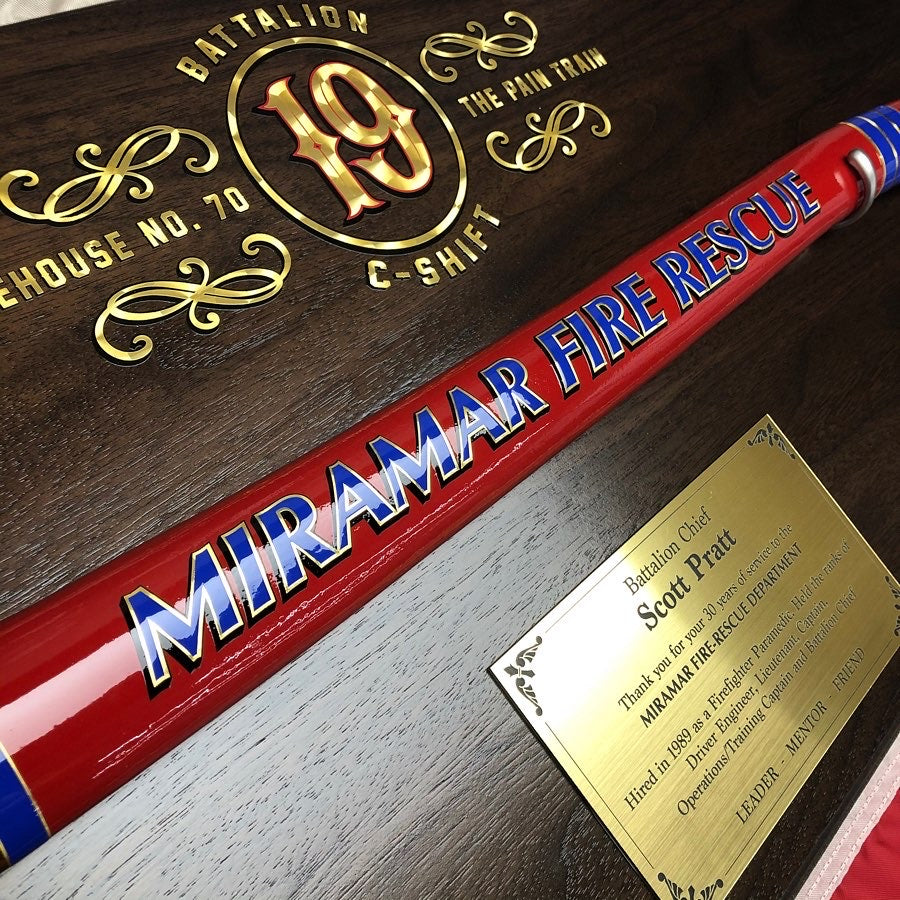 BATTALION
19
THE PAIN TRAIN
EHOUSE NO. 70
C-SHIFT
MIRAMAR FIRE RESCUE
Battalion Chief
Scott Pratt
Thank you for your 30 years of service to the
MIRAMAR FIRE-RESCUE DEPARTMENT
Hired in 1989 as a Firefighter Paramedic. Held the ranks of
Driver Engineer, Lieutenant, Captain,
Operations/Training Captain and Battalion Chief
LEADER - MENTOR - FRIEND